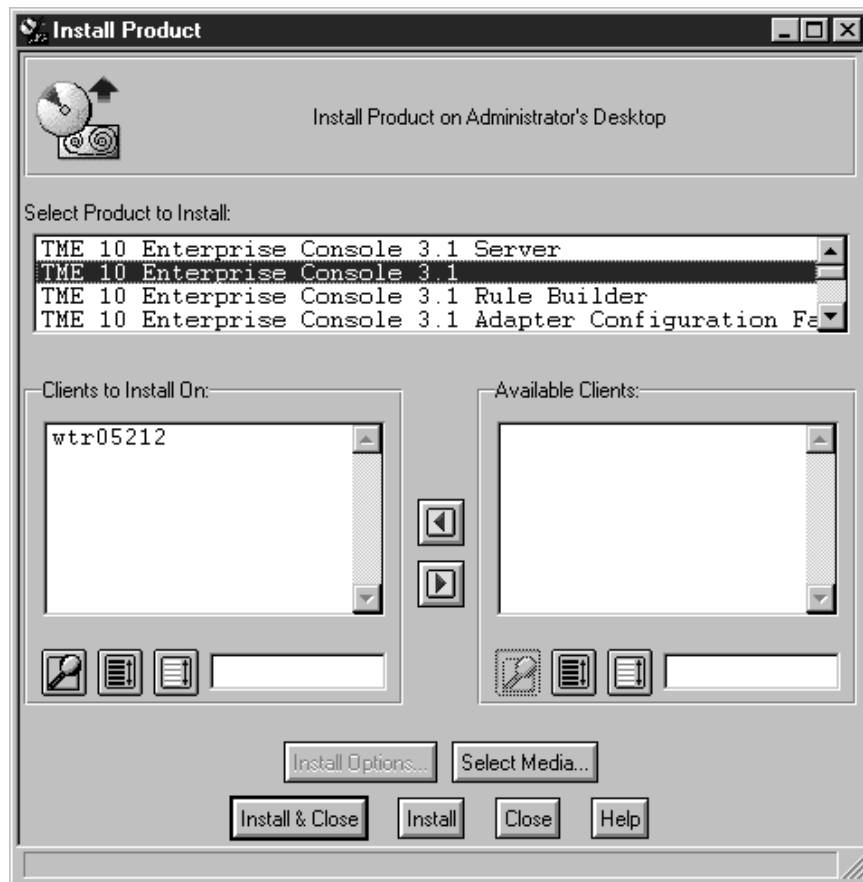 Install Product
Install Product on Administrator's Desktop
Select Product to Install:
TME 10 Enterprise Console 3.1 Server
TME 10 Enterprise Console 3.1
TME 10 Enterprise Console 3.1 Rule Builder
TME 10 Enterprise Console 3.1 Adapter Configuration Fa
Clients to Install On:
Available Clients:
wtr05212
Install Options...
Select Media...
Install & Close
Install
Close
Help